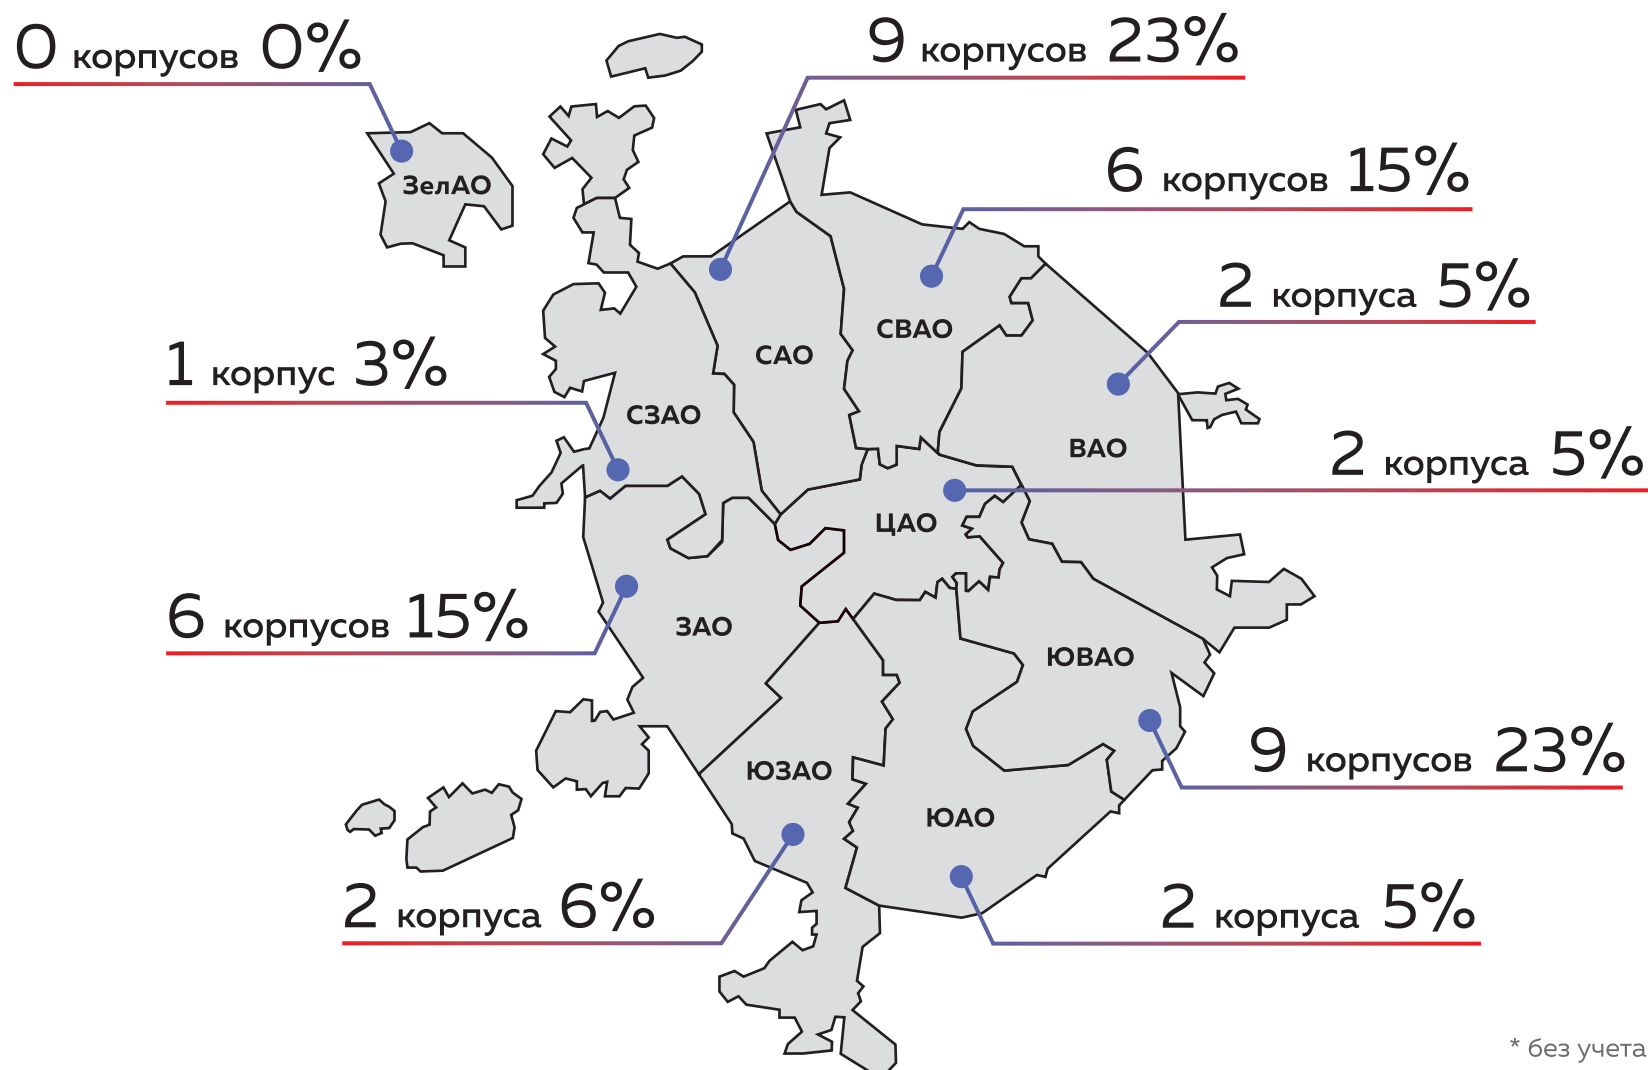 0 корпусов 0%
9 корпусов 23%
6 корпусов 15%
ЗелАО
2 корпуса 5%
СВАО
САО
1 корпус 3%
СЗАО
ВАО
2 корпуса 5%
ЦАО
6 корпусов 15%
ЗАО
ЮВАО
9 корпусов 23%
ЮЗАО
ЮАО
2 корпуса 6%
2 корпуса 5%
* без учета